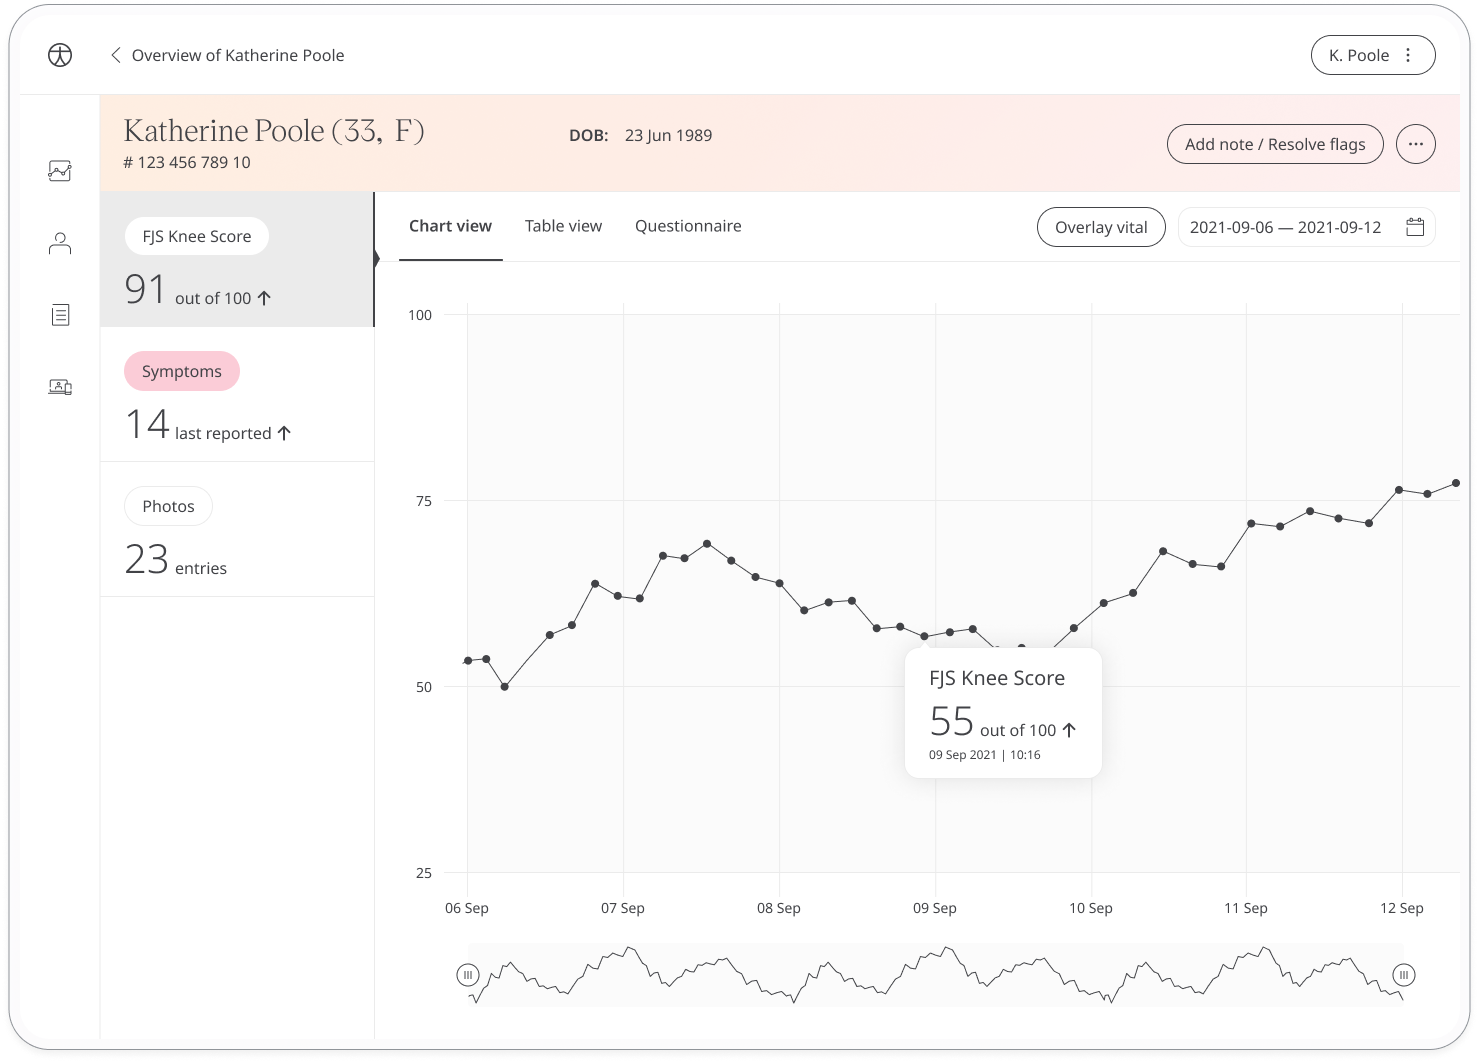 Overview of Katherine Poole
K. Poole
Katherine Poole (33, F)
DOB: 23 Jun 1989
# 123 456 789 10
Add note / Resolve flags
FJS Knee Score
91 out of 100
Symptoms
14 last reported
Photos
23 entries
Chart view
Table view
Questionnaire
Overlay vital
2021-09-06 — 2021-09-12
100
75
50
25
FJS Knee Score
55 out of 100
09 Sep 2021 | 10:16
06 Sep
07 Sep
08 Sep
09 Sep
10 Sep
11 Sep
12 Sep